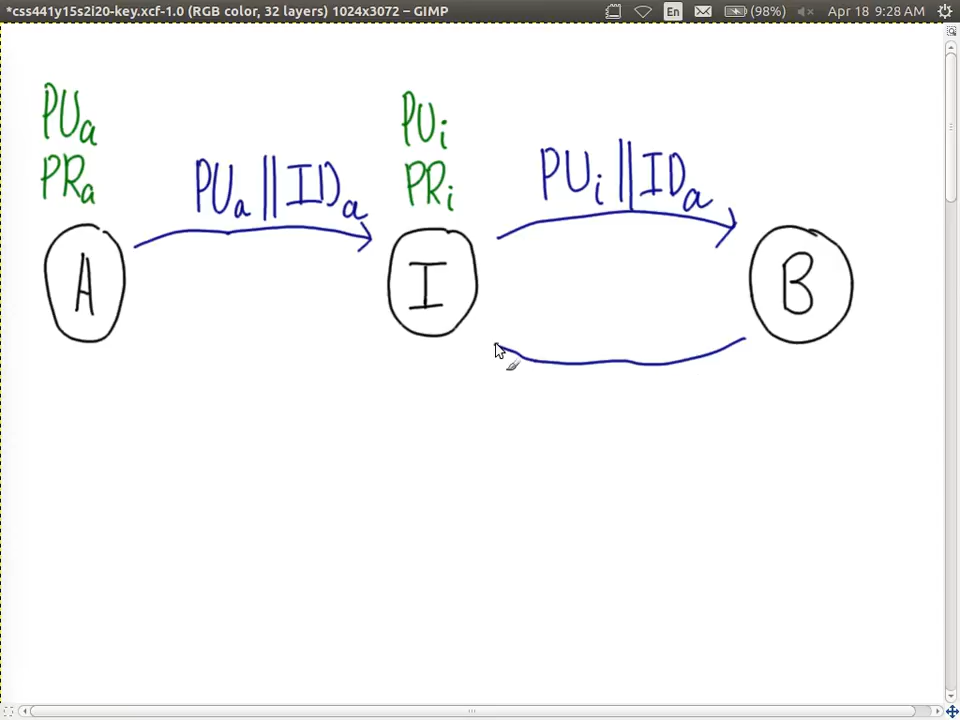 *css441y15s2i20-key.xcf-1.0 (RGB color, 32 layers) 1024x3072 – GIMP
En (98%) Apr 18 9:28 AM
PUa
PRa
PUa||IDa
PUi
PRi
PUi||IDa
A
I
B